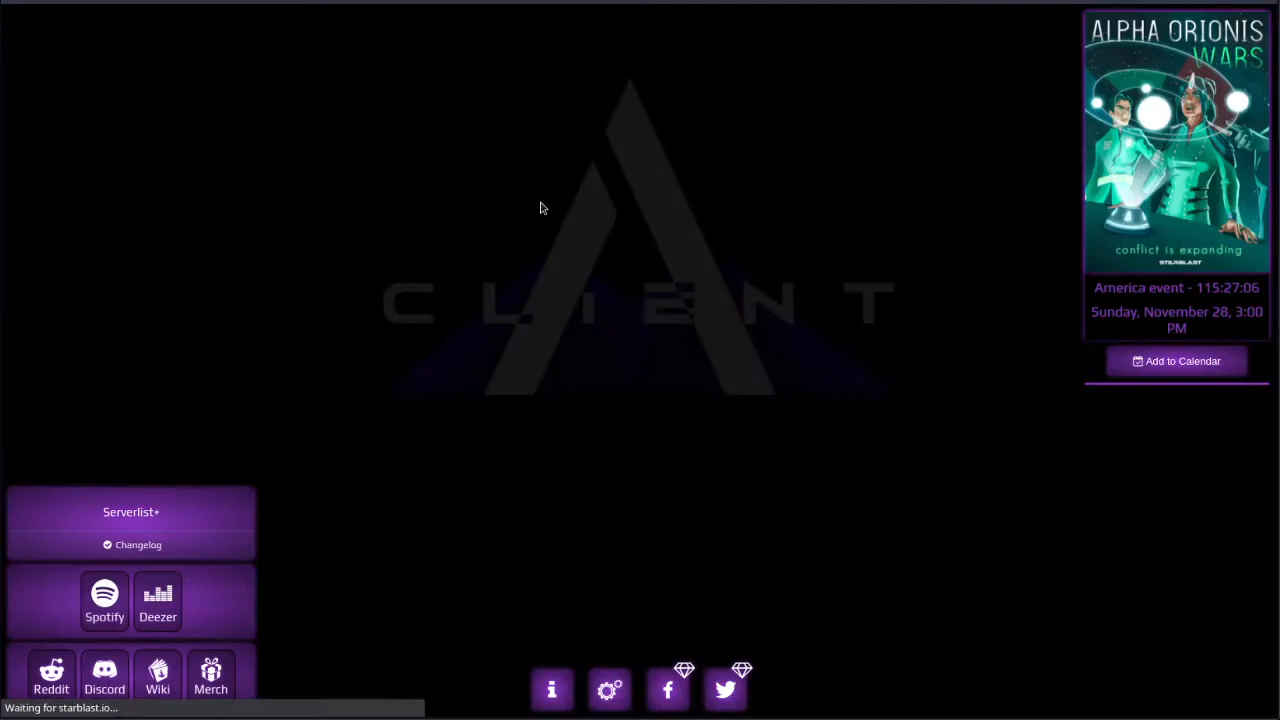 ALPHA ORIONIS
WARS
conflict is expanding
STARBLAST
America event - 115:27:06
Sunday, November 28, 3:00
PM
Add to Calendar
CLIENT
Serverlist+
Changelog
Spotify Deezer
Reddit Discord Wiki Merch
Waiting for starblast.io...